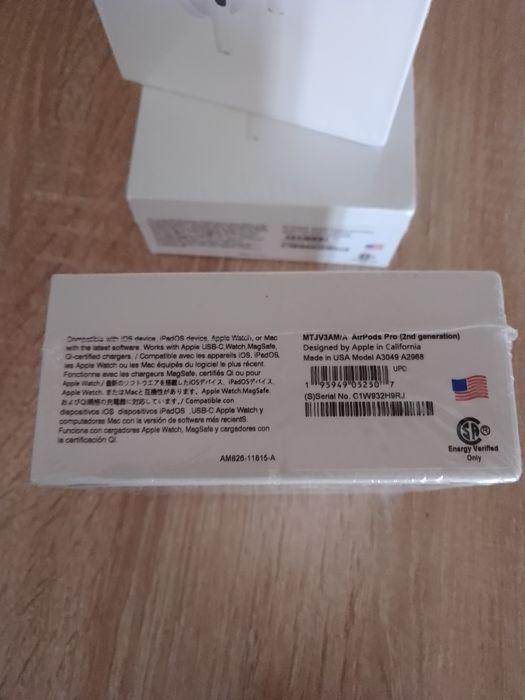 Compatible with iOS device, iPadOS device, Apple Watch, or Mac
with the latest software. Works with Apple USB-C,Watch,MagSafe,
Qi-certified chargers. / Compatible avec les appareils iOS, iPadOS,
les Apple Watch ou les Mac équipés du logiciel le plus récent.
Fonctionne avec les chargeurs MagSafe, certifiés QI ou pour
Apple Watch./ 最新のソフトウエアを搭載したiOSデバイス、iPadOSデバイス、
Apple Watch、またはMacと互換性があります、Apple Watch,MagSafe、
およびQi規格の充電器に対応しています./ Compatible con
dispositivos iOS dispositivos iPadOS ,USB-C Apple Watch y
computadoras Mac con la versión de software más recientS.
Funciona con cargadores Apple Watch, MagSafe y cargadores con
la certificación QI.
AM826-11815-A
MTJV3AM/A AirPods Pro (2nd generation)
Designed by Apple in California
Made in USA Model A3049 A2968
UPC:
1 95949 05250 7
(S)Serial No. C1W932H9RJ
SA ®
Energy Verified
Only